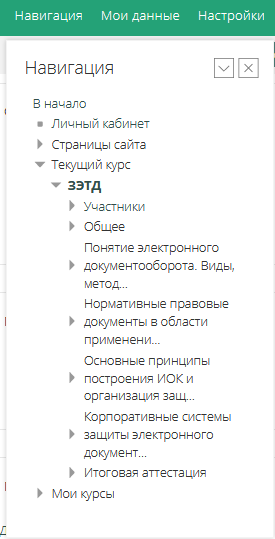 Навигация Мои данные Настройки
Навигация
В начало
Личный кабинет
Страницы сайта
Текущий курс
ЗЭТД
Участники
Общее
Понятие электронного
документооборота. Виды,
метод...
Нормативные правовые
документы в области
применени...
Основные принципы
построения ИОК и
организация защ...
Корпоративные системы
защиты электронного
документ...
Итоговая аттестация
Мои курсы